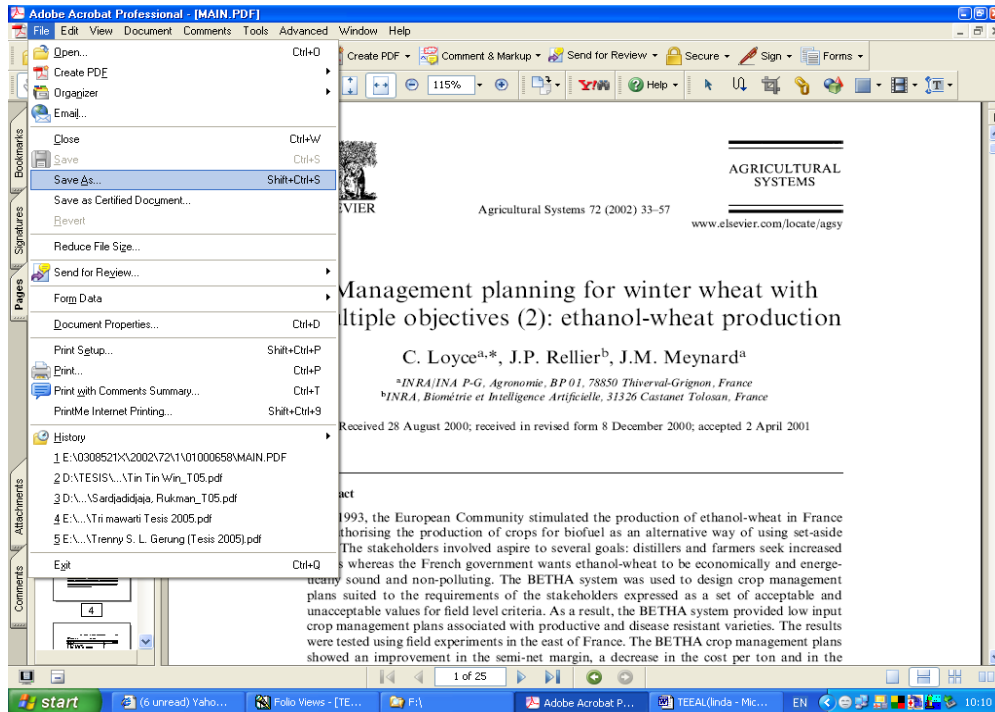 Adobe Acrobat Professional - [MAIN.PDF]
File Edit View Document Comments Tools Advanced Window Help
Create PDF Comment & Markup Send for Review Secure Sign Forms
115% Y! Help
Open... Ctrl+O
Create PDF
Organizer
Email...
Close Ctrl+W
Save Ctrl+S
Save As... Shift+Ctrl+S
Save as Certified Document...
Revert
Reduce File Size...
Send for Review...
Form Data
Document Properties... Ctrl+D
Print Setup... Shift+Ctrl+P
Print... Ctrl+P
Print with Comments Summary... Ctrl+T
PrintMe Internet Printing... Shift+Ctrl+9
History
1 E:\0308521X\2002\72\1\01000658\MAIN.PDF
2 D:\TESIS\...\Tin Tin Win_T05.pdf
3 D:\...\Sardjadidjaja, Rukman_T05.pdf
4 E:\...\Tri mawarti Tesis 2005.pdf
5 E:\...\Trenny S. L. Gerung (Tesis 2005).pdf
Exit Ctrl+Q
Bookmarks
Signatures
Pages
Attachments
Comments
4
EVIER
Agricultural Systems 72 (2002) 33–57
AGRICULTURAL
SYSTEMS
www.elsevier.com/locate/agsy
Management planning for winter wheat with
ltiple objectives (2): ethanol-wheat production
C. Loyceᵃ,*, J.P. Rellierᵇ, J.M. Meynardᵃ
ᵃINRA/INA P-G, Agronomie, BP 01, 78850 Thiverval-Grignon, France
ᵇINRA, Biométrie et Intelligence Artificielle, 31326 Castanet Tolosan, France
Received 28 August 2000; received in revised form 8 December 2000; accepted 2 April 2001
act
1993, the European Community stimulated the production of ethanol-wheat in France
thorising the production of crops for biofuel as an alternative way of using set-aside
The stakeholders involved aspire to several goals: distillers and farmers seek increased
s whereas the French government wants ethanol-wheat to be economically and energe-
tically sound and non-polluting. The BETHA system was used to design crop management
plans suited to the requirements of the stakeholders expressed as a set of acceptable and
unacceptable values for field level criteria. As a result, the BETHA system provided low input
crop management plans associated with productive and disease resistant varieties. The results
were tested using field experiments in the east of France. The BETHA crop management plans
showed an improvement in the semi-net margin, a decrease in the cost per ton and in the
1 of 25
start (6 unread) Yaho... Folio Views - [TE... F:\ Adobe Acrobat P... TEEAL(linda - Mic... EN 10:10